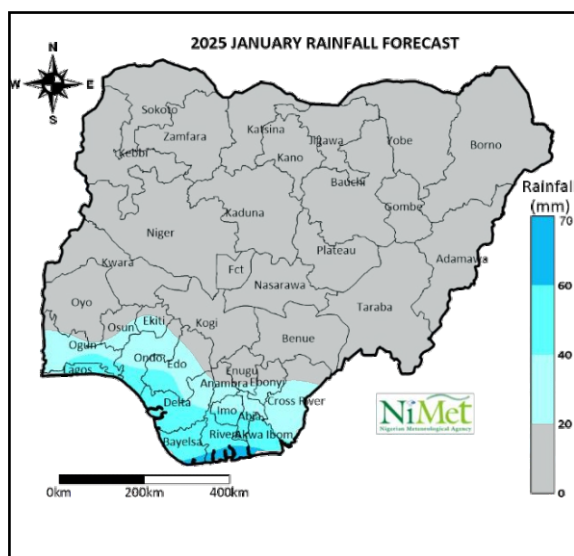 2025 JANUARY RAINFALL FORECAST
N
W E
S
Sokoto
Zamfara
Katsina
Jigawa
Yobe
Borno
Kebbi
Kano
Bauchi
Gombe
Kaduna
Niger
Plateau
Adamawa
Kwara
Fct
Nasarawa
Taraba
Oyo
Osun
Ekiti
Kogi
Benue
Ogun
Ondo
Edo
Enugu
Lagos
Anambra
Ebonyi
Cross River
Delta
Imo
Abia
Bayelsa
Rivers
Akwa Ibom
Rainfall
(mm)
70
60
40
20
0
NiMet
Nigerian Meteorological Agency
0km 200km 400km